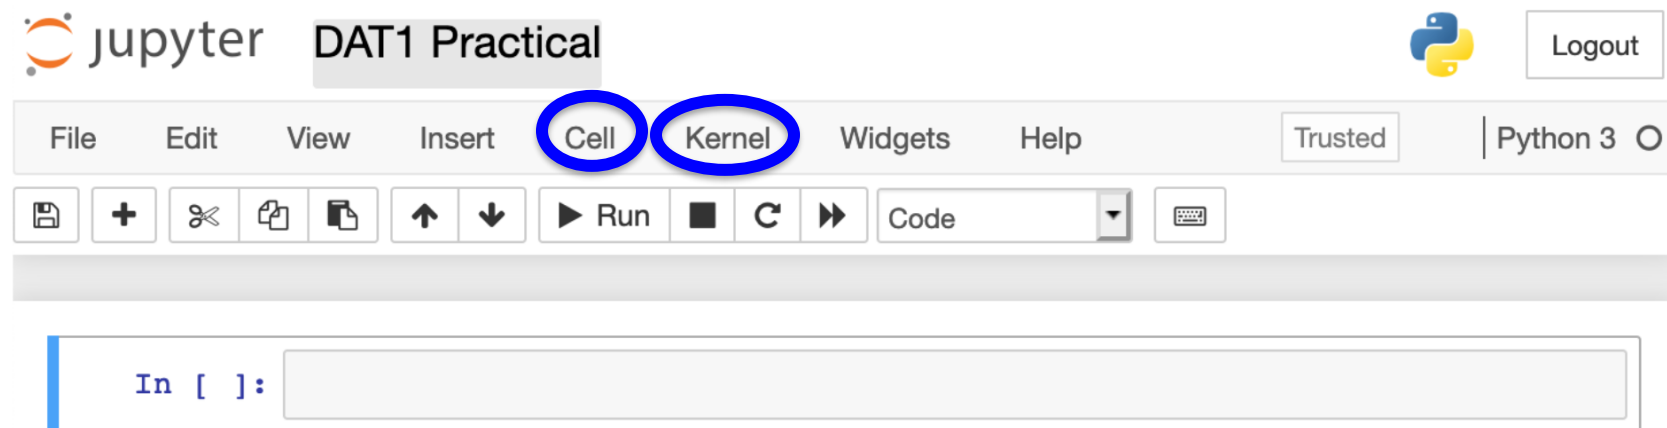 jupyter DAT1 Practical Logout
File Edit View Insert Cell Kernel Widgets Help Trusted Python 3
Run Code
In [ ]: